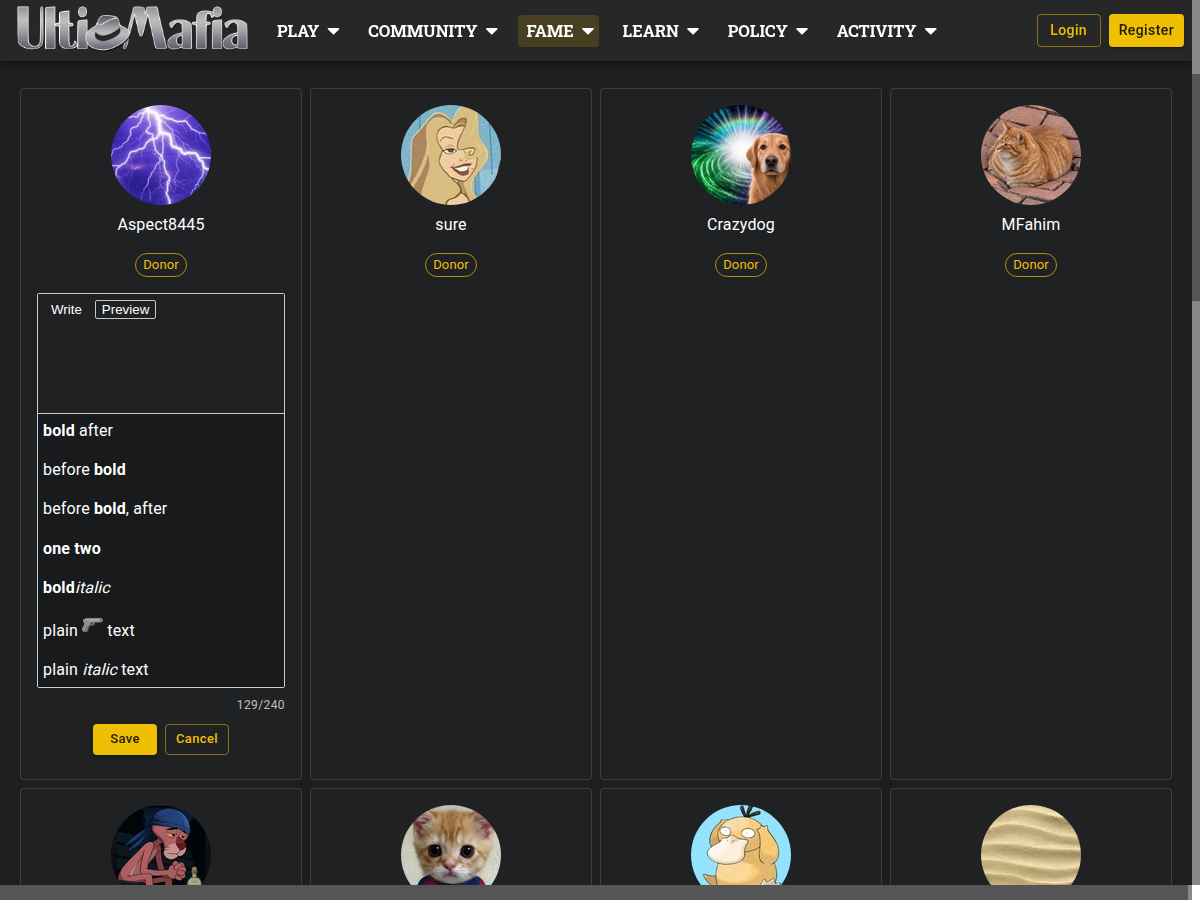 UltiMafia
PLAY COMMUNITY FAME LEARN POLICY ACTIVITY Login Register
Aspect8445 sure Crazydog MFahim
Donor Donor Donor Donor
Write Preview
bold after
before bold
before bold, after
one two
bolditalic
plain text
plain italic text
129/240
Save Cancel